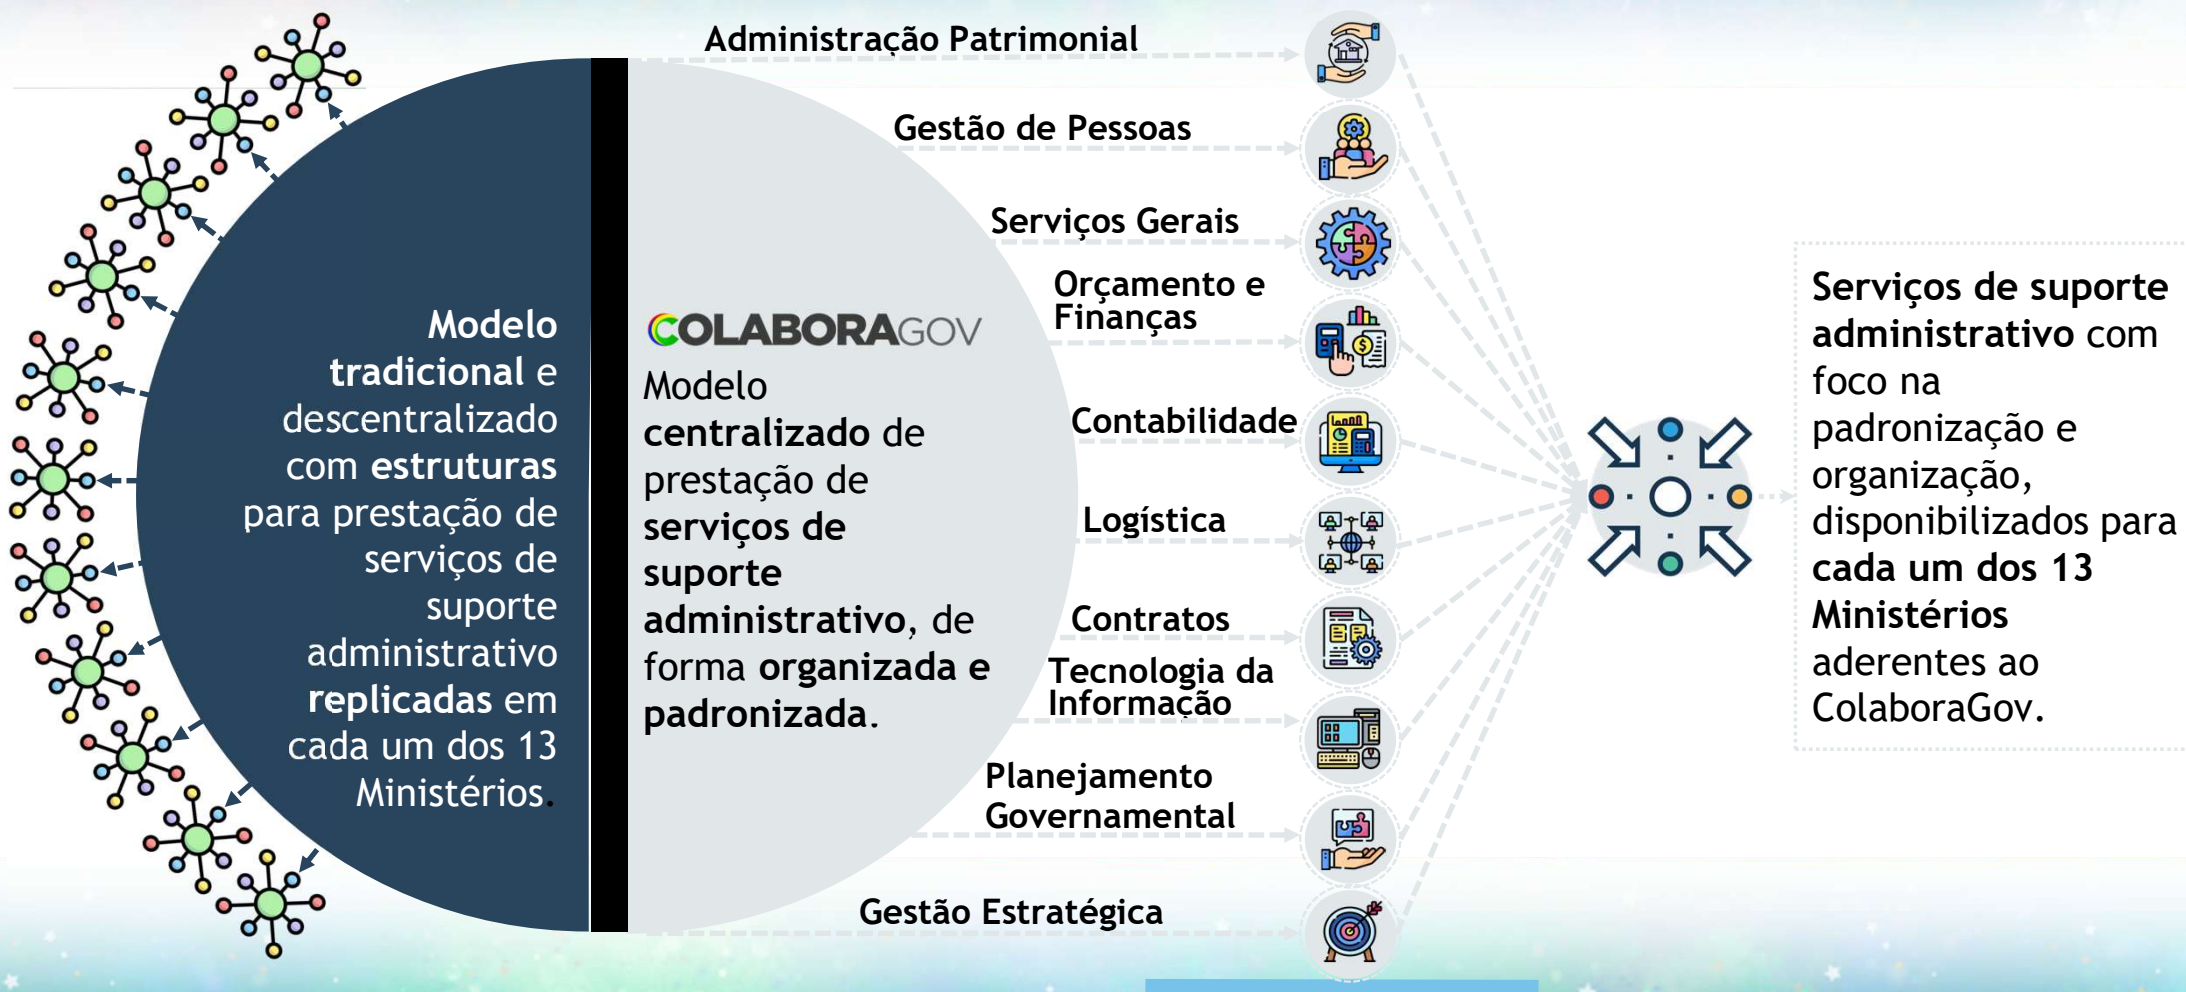 Modelo
tradicional e
descentralizado
com estruturas
para prestação de
serviços de
suporte
administrativo
replicadas em
cada um dos 13
Ministérios.
COLABORAGOV
Modelo
centralizado de
prestação de
serviços de
suporte
administrativo, de
forma organizada e
padronizada.
Administração Patrimonial
Gestão de Pessoas
Serviços Gerais
Orçamento e
Finanças
Contabilidade
Logística
Contratos
Tecnologia da
Informação
Planejamento
Governamental
Gestão Estratégica
Serviços de suporte
administrativo com
foco na
padronização e
organização,
disponibilizados para
cada um dos 13
Ministérios
aderentes ao
ColaboraGov.